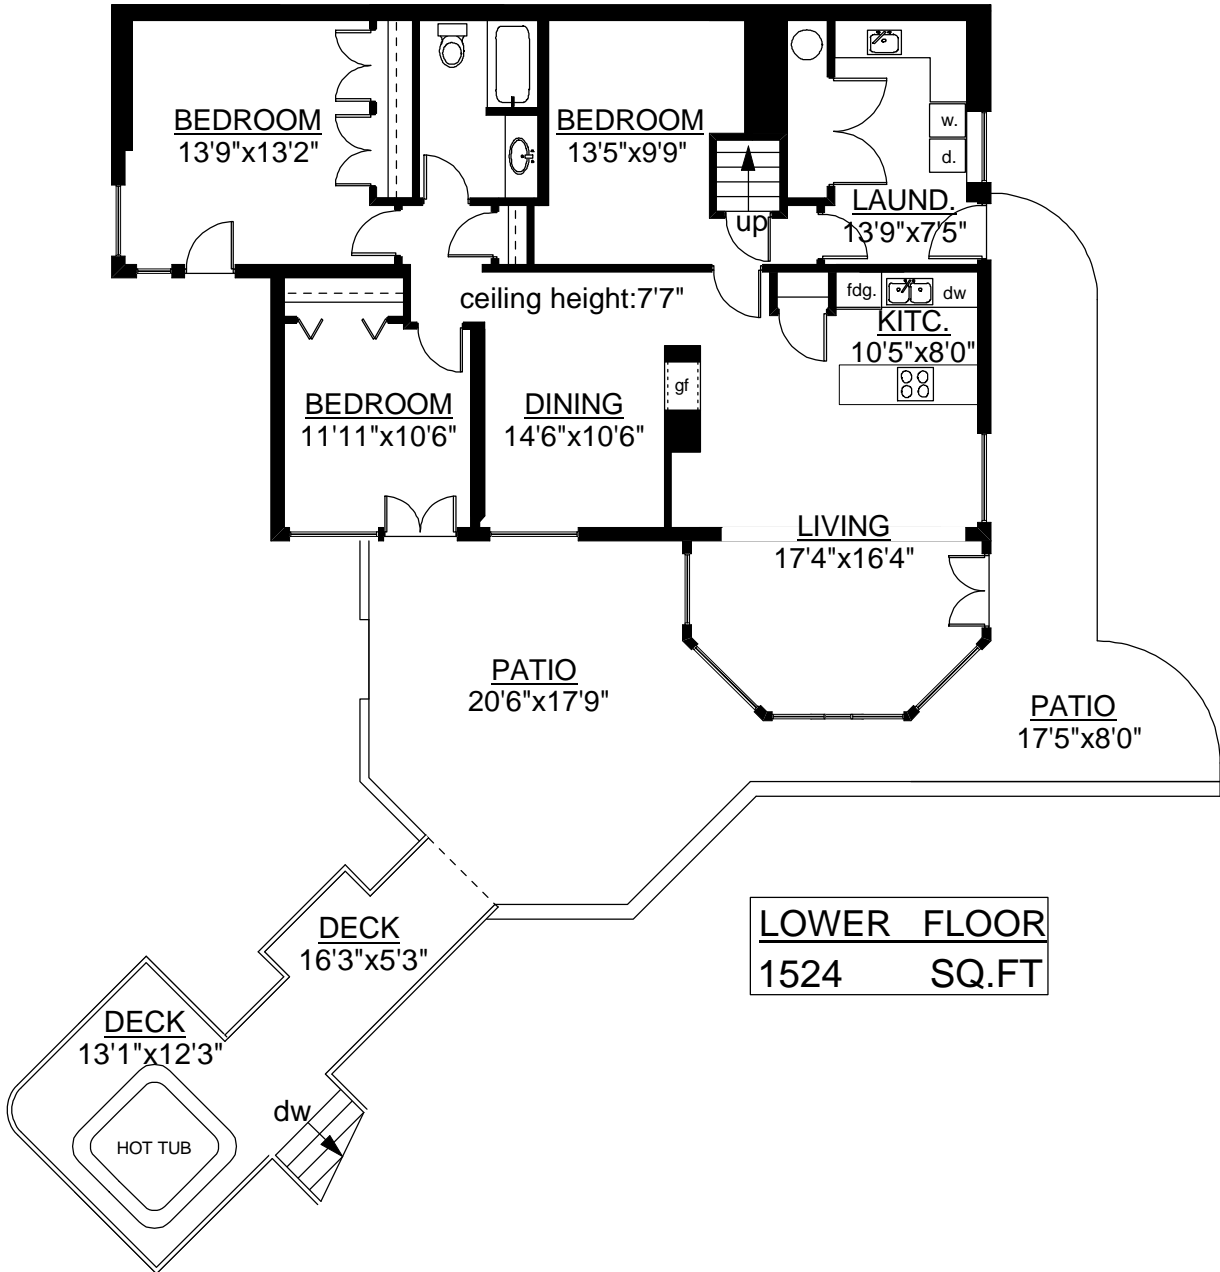 BEDROOM
13'9"x13'2"
BEDROOM
13'5"x9'9"
w.
d.
up
LAUND.
13'9"x7'5"
ceiling height:7'7"
fdg.
dw
KITC.
10'5"x8'0"
gf
BEDROOM
11'11"x10'6"
DINING
14'6"x10'6"
LIVING
17'4"x16'4"
PATIO
20'6"x17'9"
PATIO
17'5"x8'0"
DECK
16'3"x5'3"
LOWER FLOOR
1524 SQ.FT
DECK
13'1"x12'3"
dw
HOT TUB